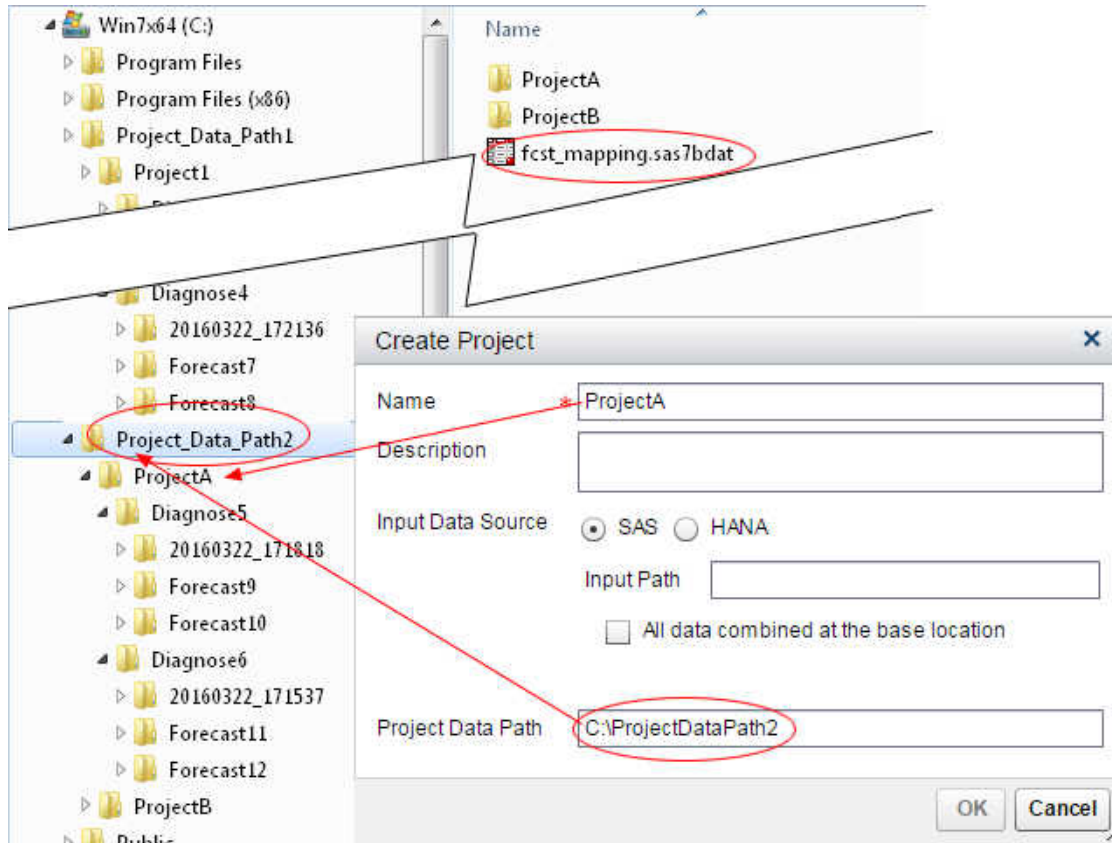 Win7x64 (C:)
Program Files
Program Files (x86)
Project_Data_Path1
Project1
Name
ProjectA
ProjectB
fcst_mapping.sas7bdat
Diagnose4
20160322_172136
Forecast7
Forecast8
Project_Data_Path2
ProjectA
Diagnose5
20160322_171818
Forecast9
Forecast10
Diagnose6
20160322_171537
Forecast11
Forecast12
ProjectB
Public
Create Project
Name * ProjectA
Description
Input Data Source SAS HANA
Input Path
All data combined at the base location
Project Data Path C:\ProjectDataPath2
OK Cancel